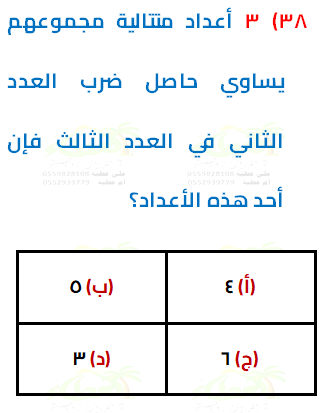 ٣٨) ٣ أعداد متتالية مجموعهم
يساوي حاصل ضرب العدد
الثاني في العدد الثالث فإن
أحد هذه الأعداد؟
(أ) ٤ (ب) ٥
(ج) ٦ (د) ٣